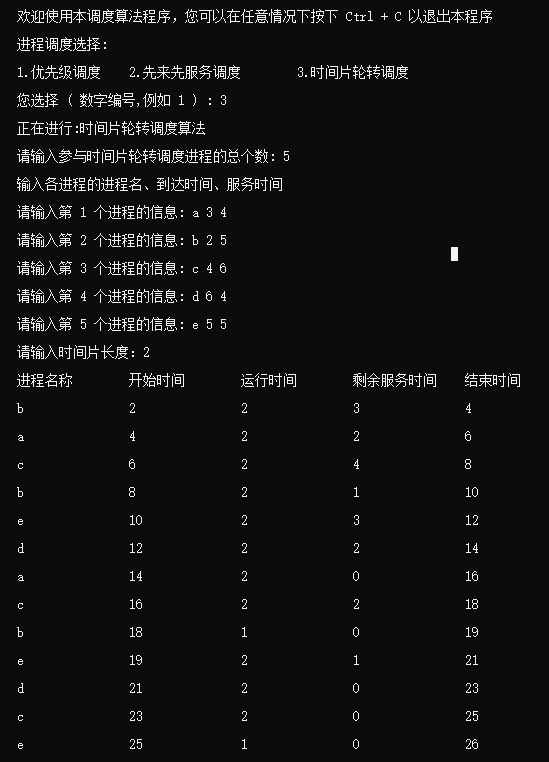 欢迎使用本调度算法程序，您可以在任意情况下按下 Ctrl + C 以退出本程序
进程调度选择:
1.优先级调度 2.先来先服务调度 3.时间片轮转调度
您选择 ( 数字编号,例如 1 ) : 3
正在进行:时间片轮转调度算法
请输入参与时间片轮转调度进程的总个数: 5
输入各进程的进程名、到达时间、服务时间
请输入第 1 个进程的信息: a 3 4
请输入第 2 个进程的信息: b 2 5
请输入第 3 个进程的信息: c 4 6
请输入第 4 个进程的信息: d 6 4
请输入第 5 个进程的信息: e 5 5
请输入时间片长度: 2
进程名称 开始时间 运行时间 剩余服务时间 结束时间
b 2 2 3 4
a 4 2 2 6
c 6 2 4 8
b 8 2 1 10
e 10 2 3 12
d 12 2 2 14
a 14 2 0 16
c 16 2 2 18
b 18 1 0 19
e 19 2 1 21
d 21 2 0 23
c 23 2 0 25
e 25 1 0 26